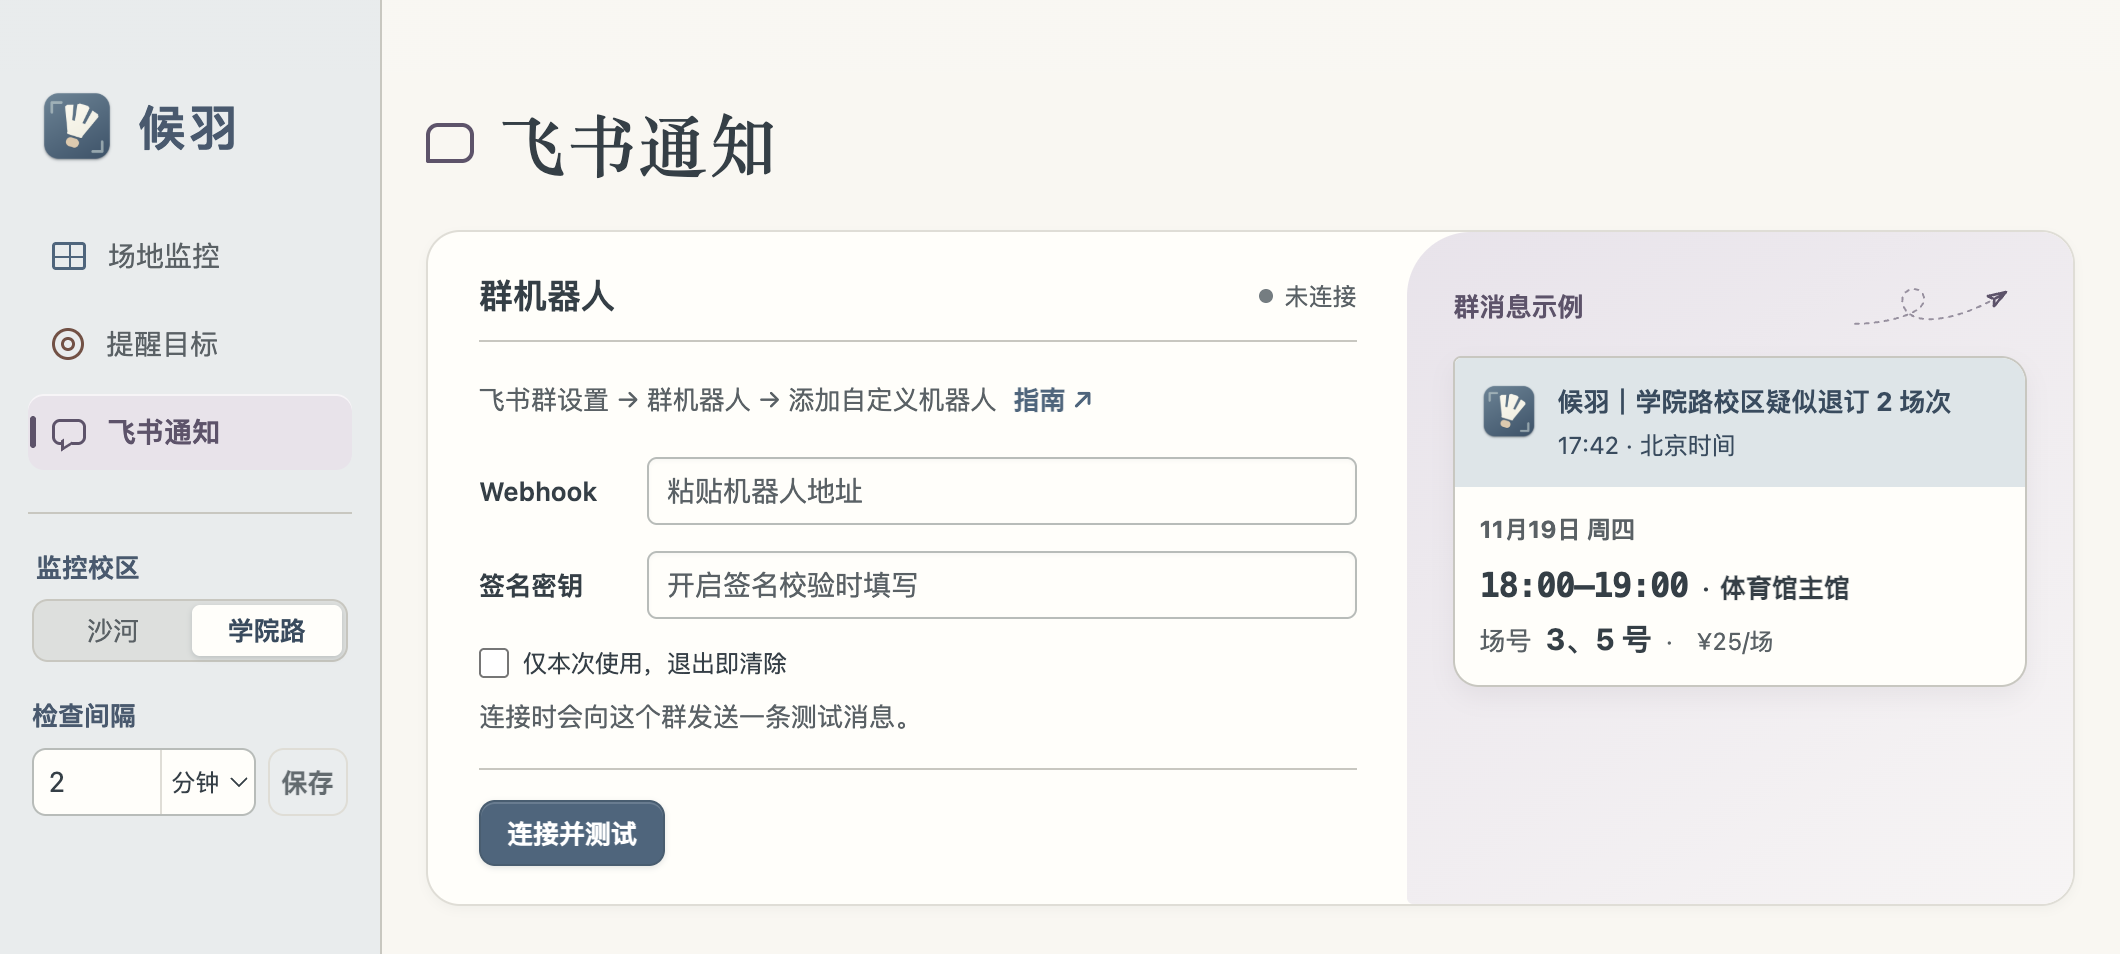 候羽
场地监控
提醒目标
飞书通知
监控校区
沙河
学院路
检查间隔
2
分钟
保存
飞书通知
群机器人
未连接
飞书群设置 → 群机器人 → 添加自定义机器人 指南 ↗
Webhook
粘贴机器人地址
签名密钥
开启签名校验时填写
仅本次使用，退出即清除
连接时会向这个群发送一条测试消息。
连接并测试
群消息示例
候羽｜学院路校区疑似退订 2 场次
17:42 · 北京时间
11月19日 周四
18:00—19:00 · 体育馆主馆
场号 3、5 号 · ¥25/场